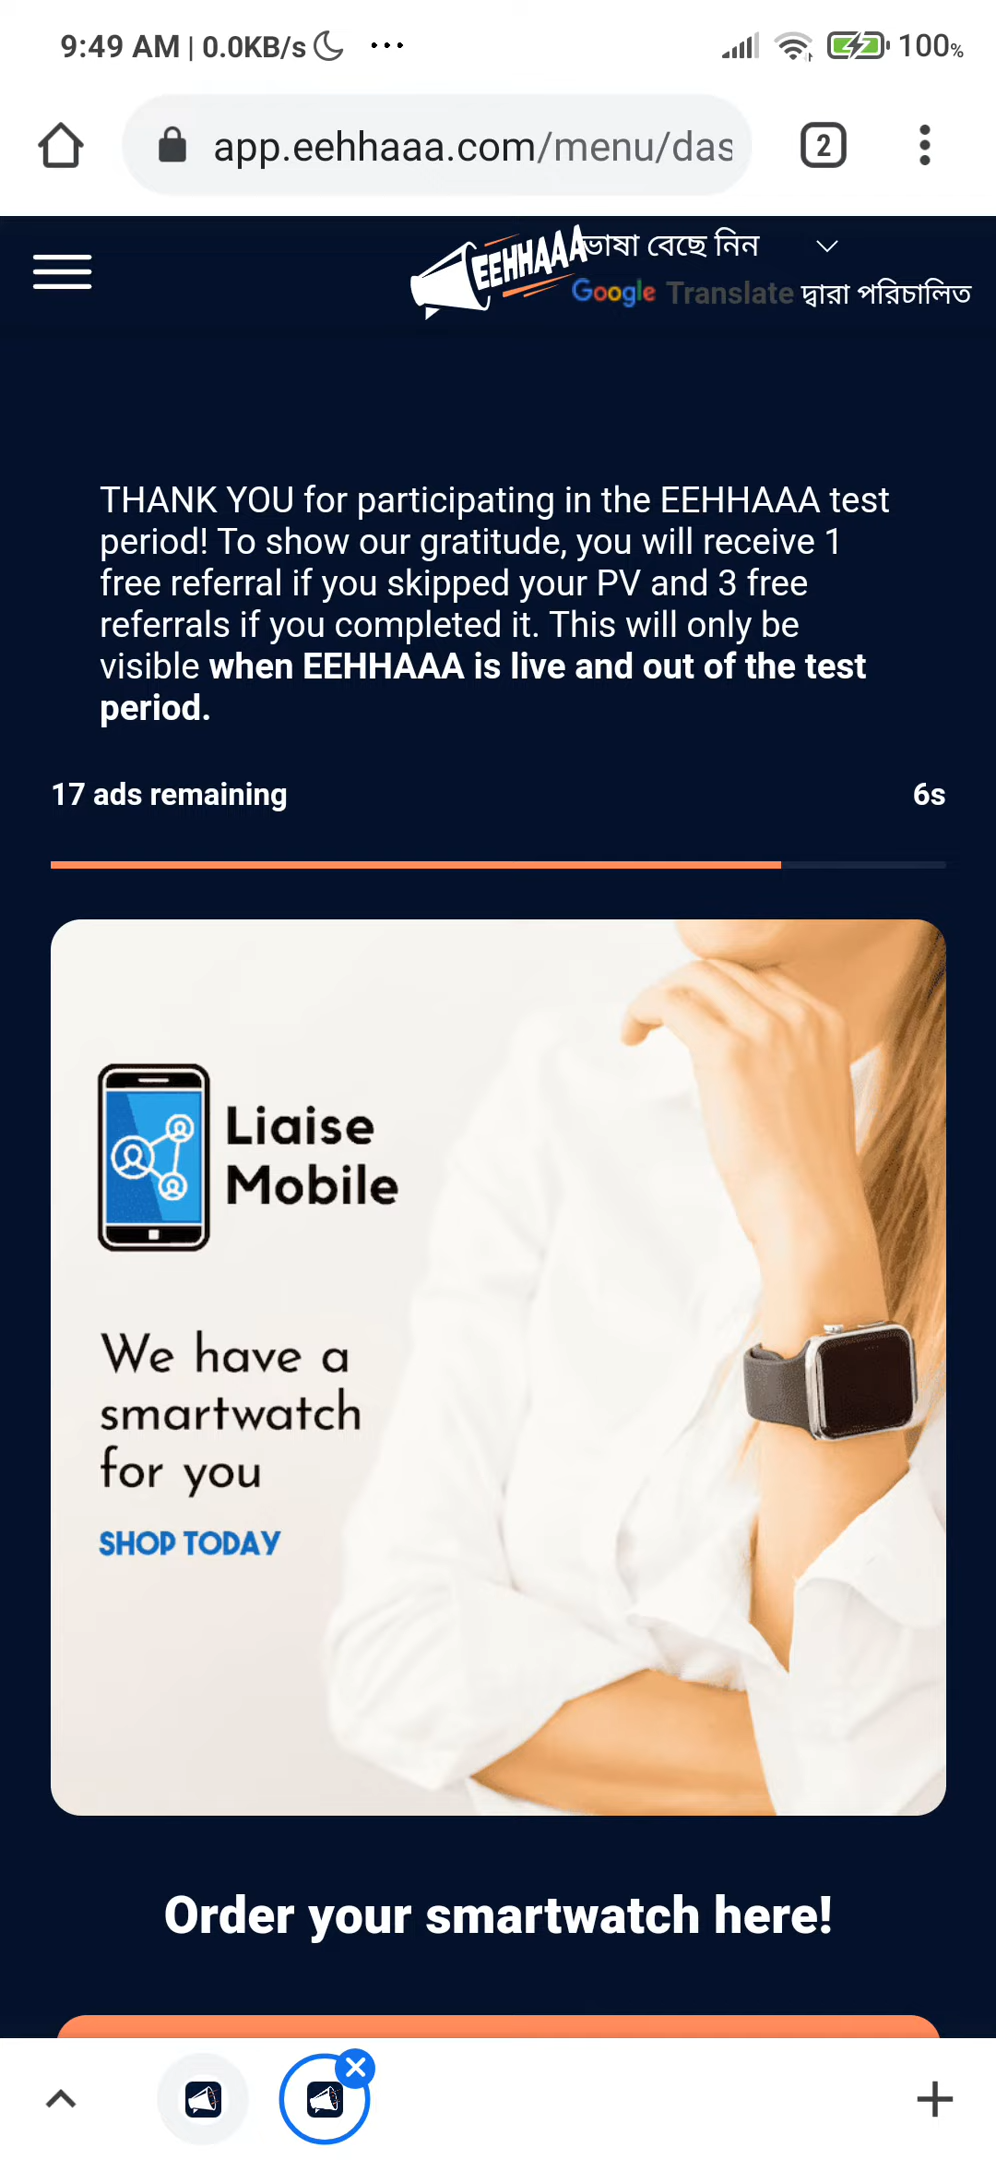 9:49 AM | 0.0KB/s ... 100%
app.eehhaaa.com/menu/das
2
EEHHAAA
ভাষা বেছে নিন
Google Translate দ্বারা পরিচালিত
THANK YOU for participating in the EEHHAAA test
period! To show our gratitude, you will receive 1
free referral if you skipped your PV and 3 free
referrals if you completed it. This will only be
visible when EEHHAAA is live and out of the test
period.
17 ads remaining 6s
Liaise
Mobile
We have a
smartwatch
for you
SHOP TODAY
Order your smartwatch here!